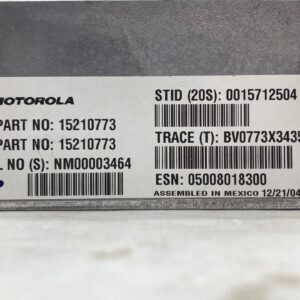 MOTOROLA
PART NO: 15210773
PART NO: 15210773
L NO (S): NM00003464
STID (20S): 0015712504
TRACE (T): BV0773X3435
ESN: 05008018300
ASSEMBLED IN MEXICO 12/21/04